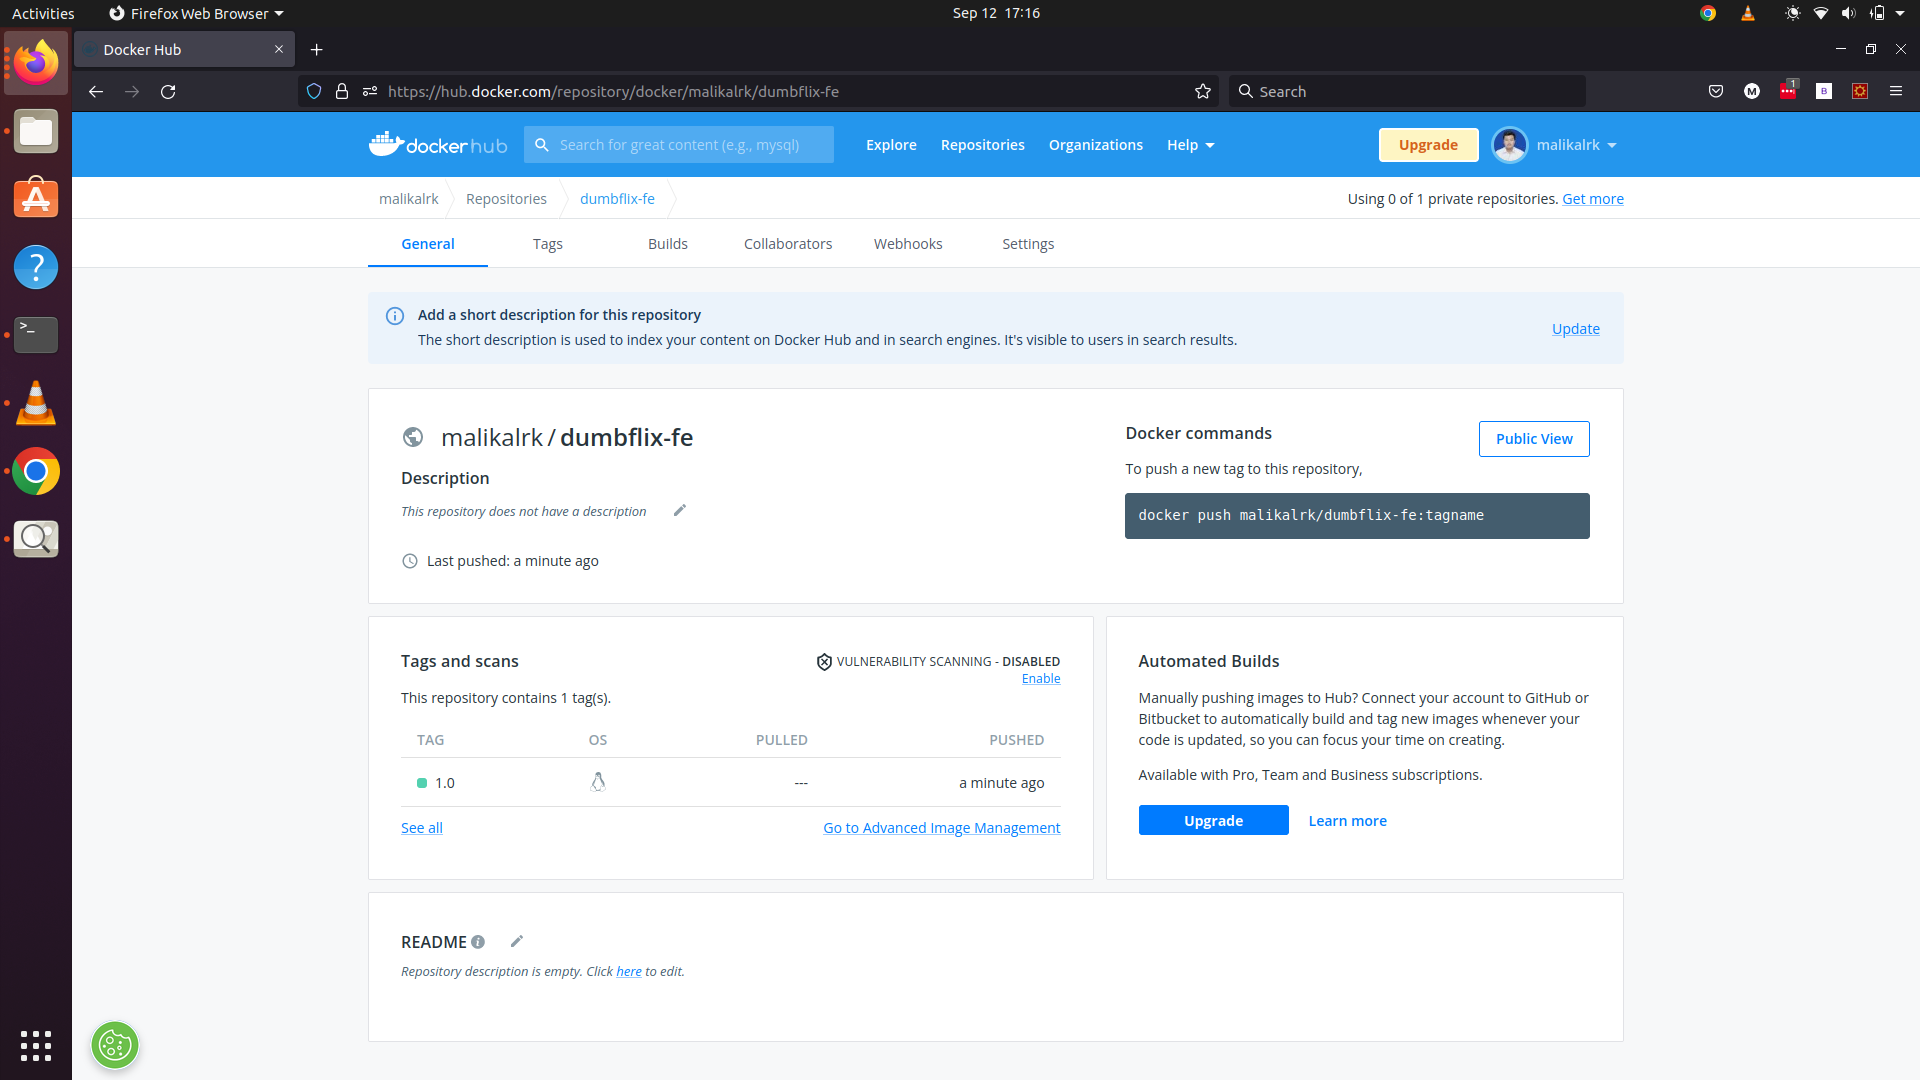 Activities
Firefox Web Browser
Sep 12 17:16
Docker Hub
https://hub.docker.com/repository/docker/malikalrk/dumbflix-fe
Search
M
1
B
docker hub
Search for great content (e.g., mysql)
Explore
Repositories
Organizations
Help
Upgrade
malikalrk
malikalrk
Repositories
dumbflix-fe
Using 0 of 1 private repositories. Get more
General
Tags
Builds
Collaborators
Webhooks
Settings
Add a short description for this repository
The short description is used to index your content on Docker Hub and in search engines. It's visible to users in search results.
Update
malikalrk / dumbflix-fe
Description
This repository does not have a description
Last pushed: a minute ago
Docker commands
Public View
To push a new tag to this repository,
docker push malikalrk/dumbflix-fe:tagname
Tags and scans
VULNERABILITY SCANNING - DISABLED
Enable
This repository contains 1 tag(s).
TAG OS PULLED PUSHED
1.0 --- a minute ago
See all
Go to Advanced Image Management
Automated Builds
Manually pushing images to Hub? Connect your account to GitHub or
Bitbucket to automatically build and tag new images whenever your
code is updated, so you can focus your time on creating.
Available with Pro, Team and Business subscriptions.
Upgrade
Learn more
README
Repository description is empty. Click here to edit.